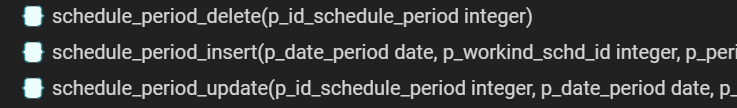 schedule_period_delete(p_id_schedule_period integer)
schedule_period_insert(p_date_period date, p_workind_schd_id integer, p_peri
schedule_period_update(p_id_schedule_period integer, p_date_period date, p_